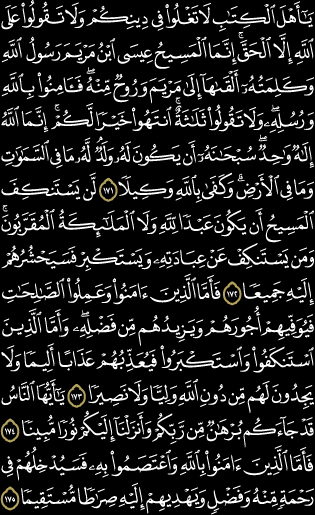 يَٰٓأَهۡلَ ٱلۡكِتَٰبِ لَا تَغۡلُواْ فِي دِينِكُمۡ وَلَا تَقُولُواْ عَلَى
ٱللَّهِ إِلَّا ٱلۡحَقَّۚ إِنَّمَا ٱلۡمَسِيحُ عِيسَى ٱبۡنُ مَرۡيَمَ رَسُولُ ٱللَّهِ
وَكَلِمَتُهُۥٓ أَلۡقَىٰهَآ إِلَىٰ مَرۡيَمَ وَرُوحٞ مِّنۡهُۖ فَـَٔامِنُواْ بِٱللَّهِ
وَرُسُلِهِۦۖ وَلَا تَقُولُواْ ثَلَٰثَةٌۚ ٱنتَهُواْ خَيۡرٗا لَّكُمۡۚ إِنَّمَا ٱللَّهُ
إِلَٰهٞ وَٰحِدٞۖ سُبۡحَٰنَهُۥٓ أَن يَكُونَ لَهُۥ وَلَدٞۘ لَّهُۥ مَا فِي ٱلسَّمَٰوَٰتِ
وَمَا فِي ٱلۡأَرۡضِۗ وَكَفَىٰ بِٱللَّهِ وَكِيلٗا ١٧١ لَّن يَسۡتَنكِفَ
ٱلۡمَسِيحُ أَن يَكُونَ عَبۡدٗا لِّلَّهِ وَلَا ٱلۡمَلَٰٓئِكَةُ ٱلۡمُقَرَّبُونَۚ
وَمَن يَسۡتَنكِفۡ عَنۡ عِبَادَتِهِۦ وَيَسۡتَكۡبِرۡ فَسَيَحۡشُرُهُمۡ
إِلَيۡهِ جَمِيعٗا ١٧٢ فَأَمَّا ٱلَّذِينَ ءَامَنُواْ وَعَمِلُواْ ٱلصَّٰلِحَٰتِ
فَيُوَفِّيهِمۡ أُجُورَهُمۡ وَيَزِيدُهُم مِّن فَضۡلِهِۦۖ وَأَمَّا ٱلَّذِينَ
ٱسۡتَنكَفُواْ وَٱسۡتَكۡبَرُواْ فَيُعَذِّبُهُمۡ عَذَابًا أَلِيمٗا وَلَا
يَجِدُونَ لَهُم مِّن دُونِ ٱللَّهِ وَلِيّٗا وَلَا نَصِيرٗا ١٧٣ يَٰٓأَيُّهَا ٱلنَّاسُ
قَدۡ جَآءَكُم بُرۡهَٰنٞ مِّن رَّبِّكُمۡ وَأَنزَلۡنَآ إِلَيۡكُمۡ نُورٗا مُّبِينٗا ١٧٤
فَأَمَّا ٱلَّذِينَ ءَامَنُواْ بِٱللَّهِ وَٱعۡتَصَمُواْ بِهِۦ فَسَيُدۡخِلُهُمۡ فِي
رَحۡمَةٖ مِّنۡهُ وَفَضۡلٖ وَيَهۡدِيهِمۡ إِلَيۡهِ صِرَٰطٗا مُّسۡتَقِيمٗا ١٧٥